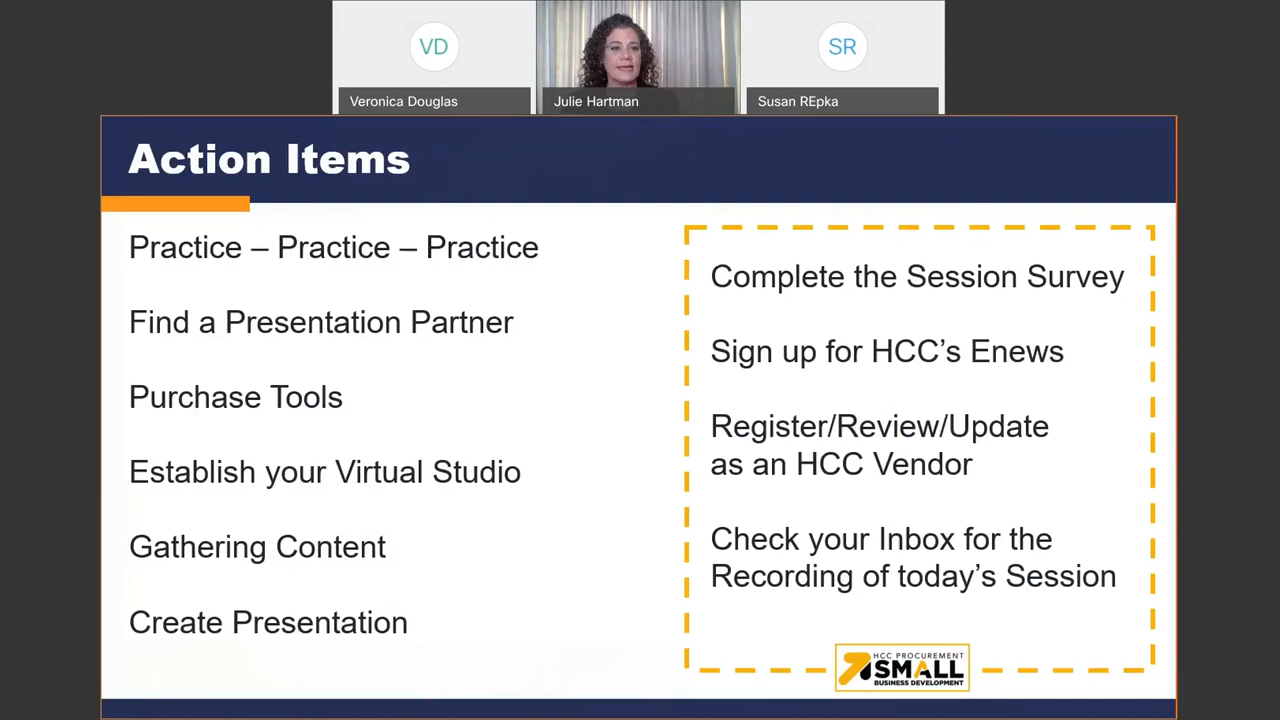 VD
SR
Veronica Douglas
Julie Hartman
Susan REpka
Action Items
Practice – Practice – Practice
Find a Presentation Partner
Purchase Tools
Establish your Virtual Studio
Gathering Content
Create Presentation
Complete the Session Survey
Sign up for HCC’s Enews
Register/Review/Update
as an HCC Vendor
Check your Inbox for the
Recording of today’s Session
HCC PROCUREMENT
SMALL
BUSINESS DEVELOPMENT